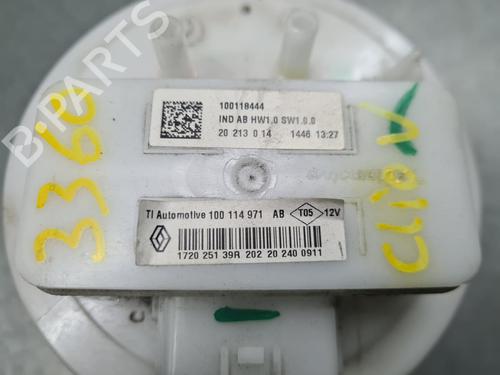 B-PARTS
3360
100118444
IND AB HW1.0 SW1.0.0
20 213 0 14 1446 13:27
CLIO V
TI Automotive 100 114 971 AB T05 12V
1720 251 39R 202 20 240 0911